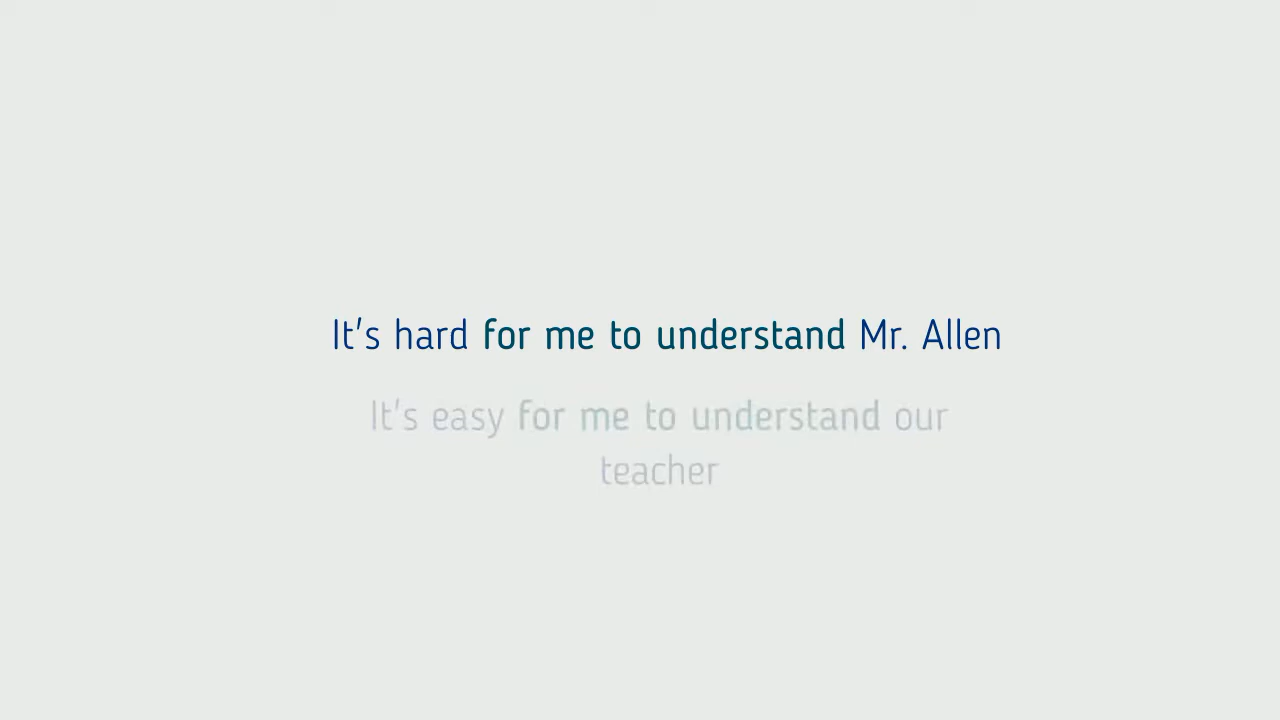 It's hard for me to understand Mr. Allen
It's easy for me to understand our
teacher